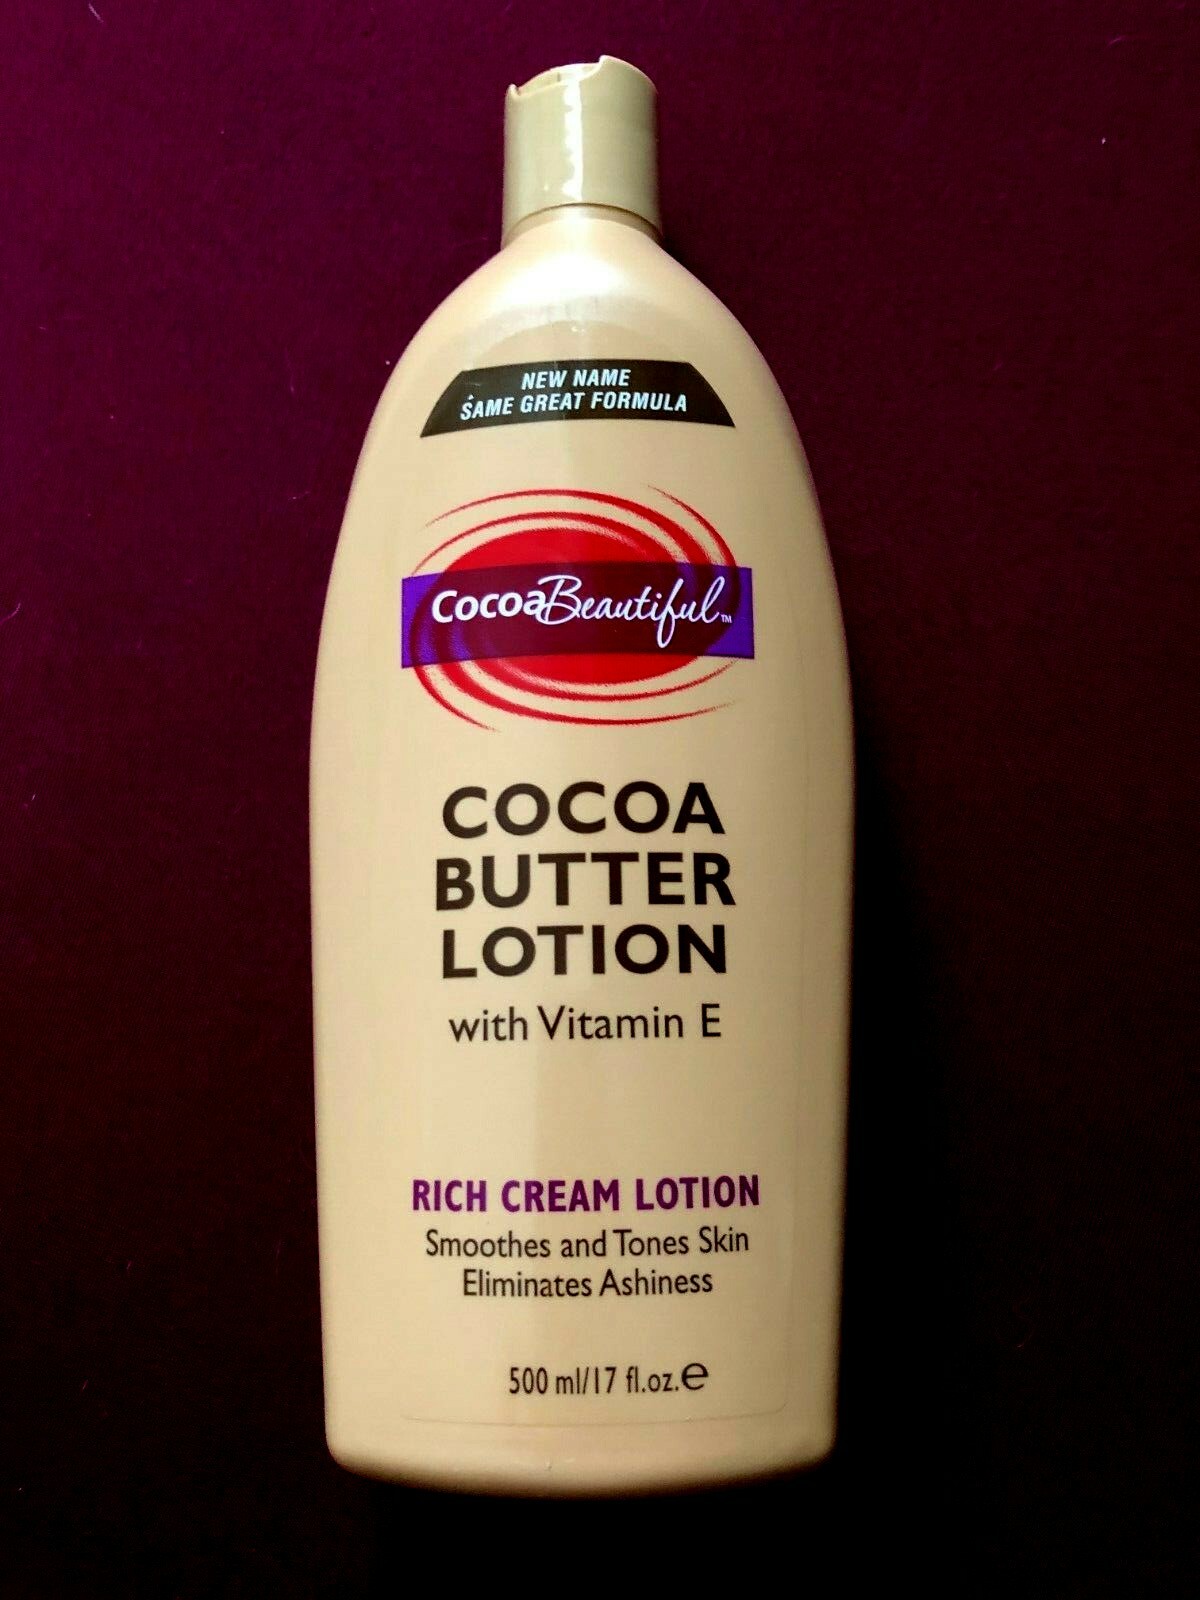 NEW NAME
SAME GREAT FORMULA
CocoaBeautiful™
COCOA
BUTTER
LOTION
with Vitamin E
RICH CREAM LOTION
Smoothes and Tones Skin
Eliminates Ashiness
500 ml/17 fl.oz.e